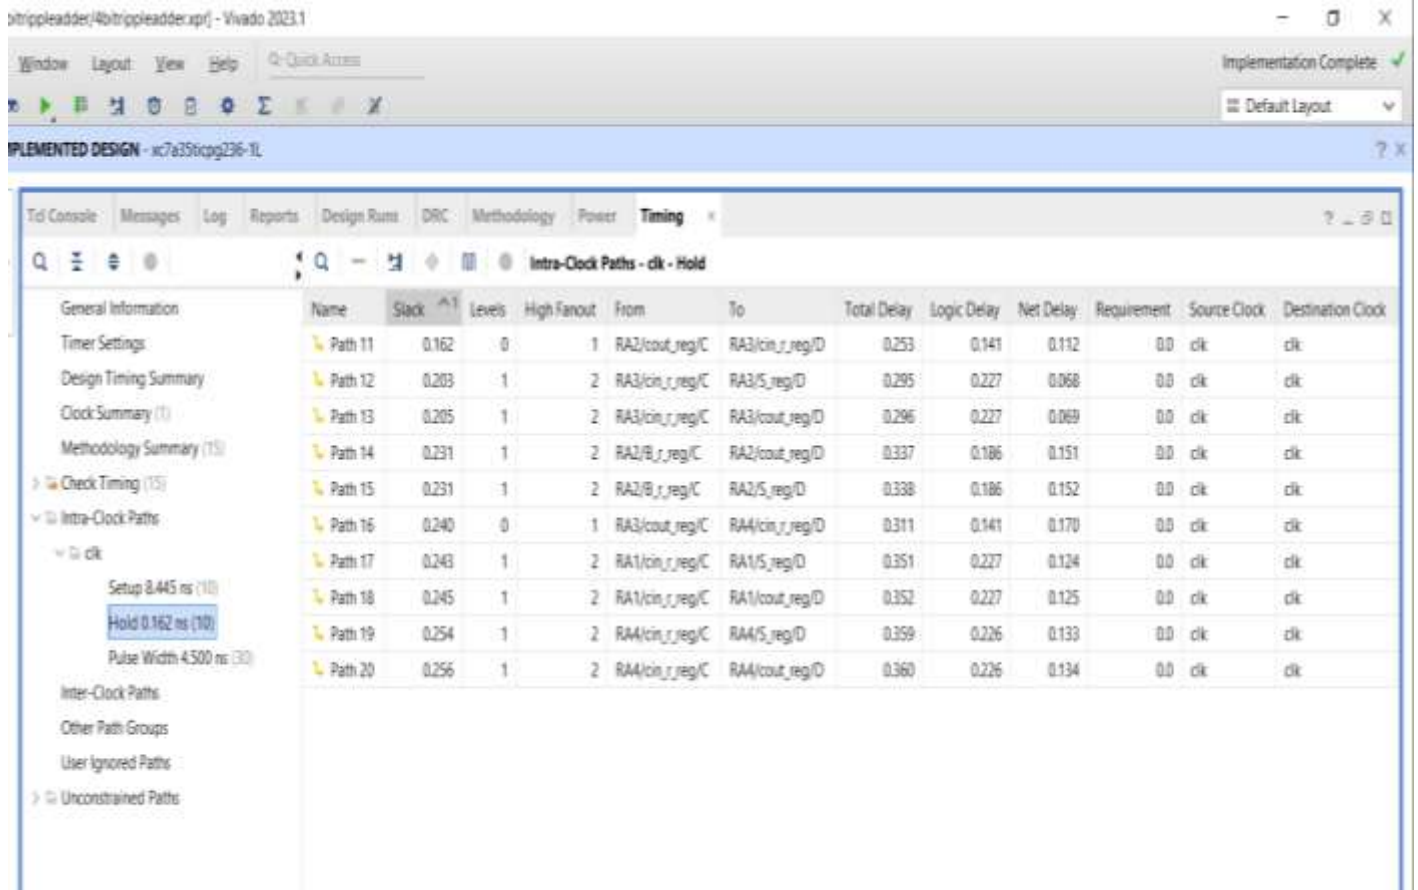 bitrippleadder/4bitrippleadder.xpr] - Vivado 2023.1
Window Layout View Help Quick Access
Implementation Complete
Default Layout
IMPLEMENTED DESIGN - xc7a35ticpg236-1L
Tcl Console Messages Log Reports Design Runs DRC Methodology Power Timing
Intra-Clock Paths - clk - Hold
General Information
Timer Settings
Design Timing Summary
Clock Summary (1)
Methodology Summary (15)
Check Timing (15)
Intra-Clock Paths
clk
Setup 8.445 ns (10)
Hold 0.162 ns (10)
Pulse Width 4.500 ns (30)
Inter-Clock Paths
Other Path Groups
User Ignored Paths
Unconstrained Paths
Name Slack 1 Levels High Fanout From To Total Delay Logic Delay Net Delay Requirement Source Clock Destination Clock
Path 11 0.162 0 1 RA2/cout_reg/C RA3/cin_r_reg/D 0.253 0.141 0.112 0.0 clk clk
Path 12 0.203 1 2 RA3/cin_r_reg/C RA3/S_reg/D 0.295 0.227 0.068 0.0 clk clk
Path 13 0.205 1 2 RA3/cin_r_reg/C RA3/cout_reg/D 0.296 0.227 0.069 0.0 clk clk
Path 14 0.231 1 2 RA2/B_r_reg/C RA2/cout_reg/D 0.337 0.186 0.151 0.0 clk clk
Path 15 0.231 1 2 RA2/B_r_reg/C RA2/S_reg/D 0.338 0.186 0.152 0.0 clk clk
Path 16 0.240 0 1 RA3/cout_reg/C RA4/cin_r_reg/D 0.311 0.141 0.170 0.0 clk clk
Path 17 0.243 1 2 RA1/cin_r_reg/C RA1/S_reg/D 0.351 0.227 0.124 0.0 clk clk
Path 18 0.245 1 2 RA1/cin_r_reg/C RA1/cout_reg/D 0.352 0.227 0.125 0.0 clk clk
Path 19 0.254 1 2 RA4/cin_r_reg/C RA4/S_reg/D 0.359 0.226 0.133 0.0 clk clk
Path 20 0.256 1 2 RA4/cin_r_reg/C RA4/cout_reg/D 0.360 0.226 0.134 0.0 clk clk